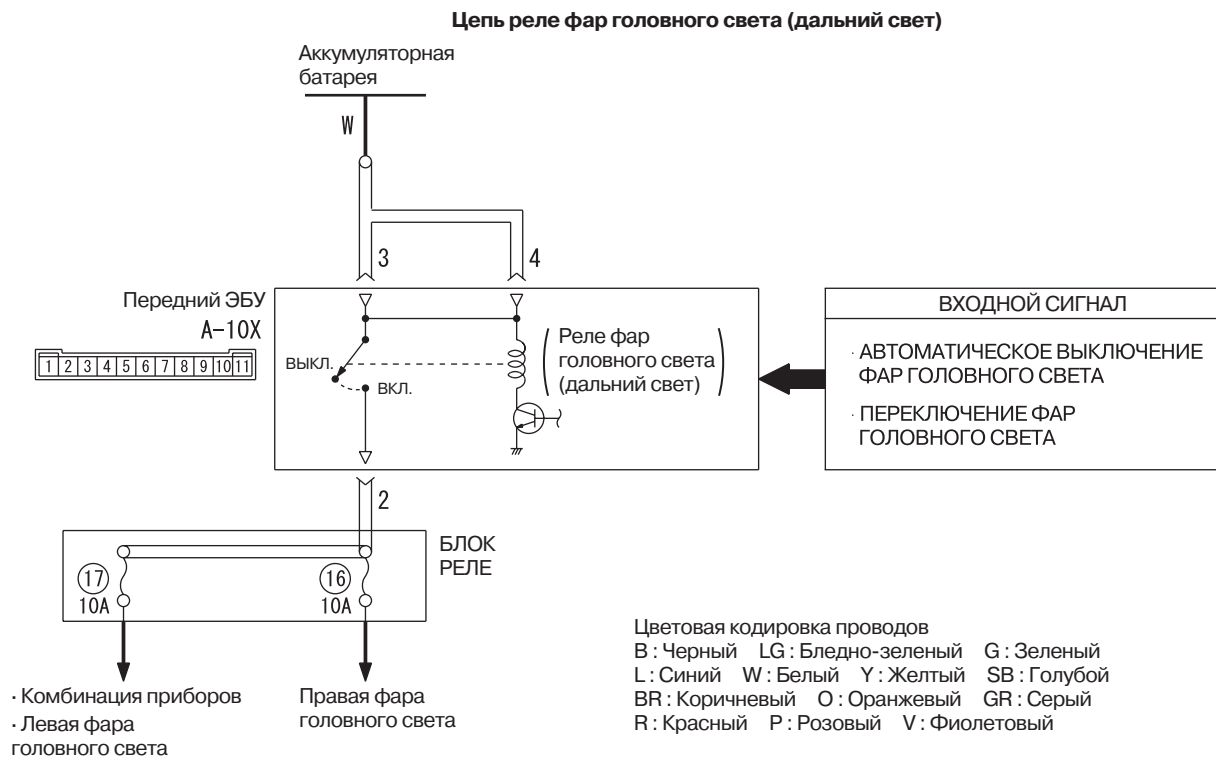 Цепь реле фар головного света (дальний свет)
Аккумуляторная
батарея
W
3
4
Передний ЭБУ
A-10X
1 2 3 4 5 6 7 8 9 10 11
ВЫКЛ.
ВКЛ.
Реле фар
головного света
(дальний свет)
ВХОДНОЙ СИГНАЛ
· АВТОМАТИЧЕСКОЕ ВЫКЛЮЧЕНИЕ
ФАР ГОЛОВНОГО СВЕТА
· ПЕРЕКЛЮЧЕНИЕ ФАР
ГОЛОВНОГО СВЕТА
2
БЛОК
РЕЛЕ
17
10A
16
10A
· Комбинация приборов
· Левая фара
головного света
Правая фара
головного света
Цветовая кодировка проводов
B : Черный LG : Бледно-зеленый G : Зеленый
L : Синий W : Белый Y : Желтый SB : Голубой
BR : Коричневый O : Оранжевый GR : Серый
R : Красный P : Розовый V : Фиолетовый